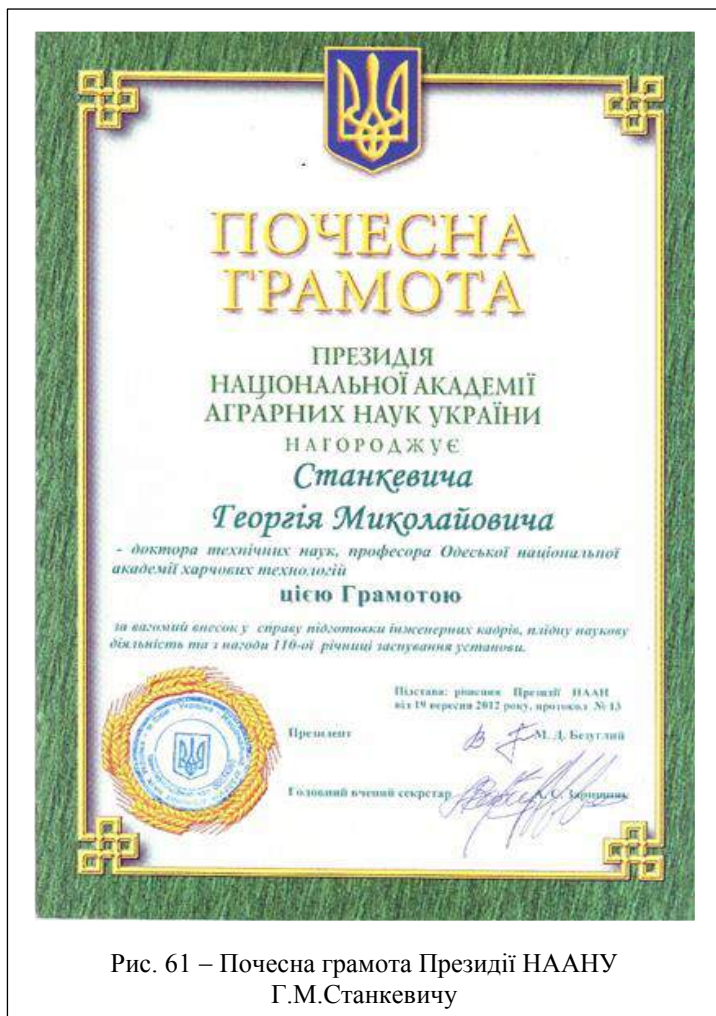 ПОЧЕСНА
ГРАМОТА
ПРЕЗИДІЯ
НАЦІОНАЛЬНОЇ АКАДЕМІЇ
АГРАРНИХ НАУК УКРАЇНИ
НАГОРОДЖУЄ
Станкевича
Георгія Миколайовича
- доктора технічних наук, професора Одеської національної
академії харчових технологій
цією Грамотою
за вагомий внесок у справу підготовки інженерних кадрів, плідну наукову
діяльність та з нагоди 110-ої річниці заснування установи.
Підстава: рішення Президії НААН
від 19 вересня 2012 року, протокол № 13
Президент М. Д. Безуглий
Головний вчений секретар А. С.
Рис. 61 – Почесна грамота Президії НААНУ
Г.М.Станкевичу